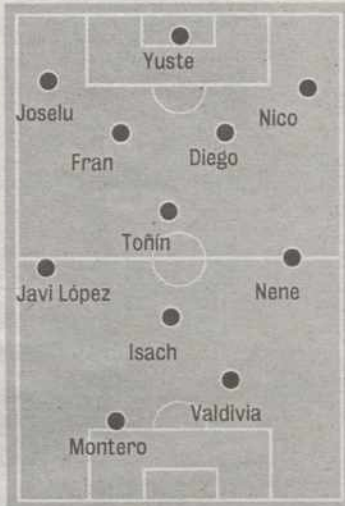 Yuste
Joselu
Nico
Fran
Diego
Toñín
Javi López
Nene
Isach
Valdivia
Montero